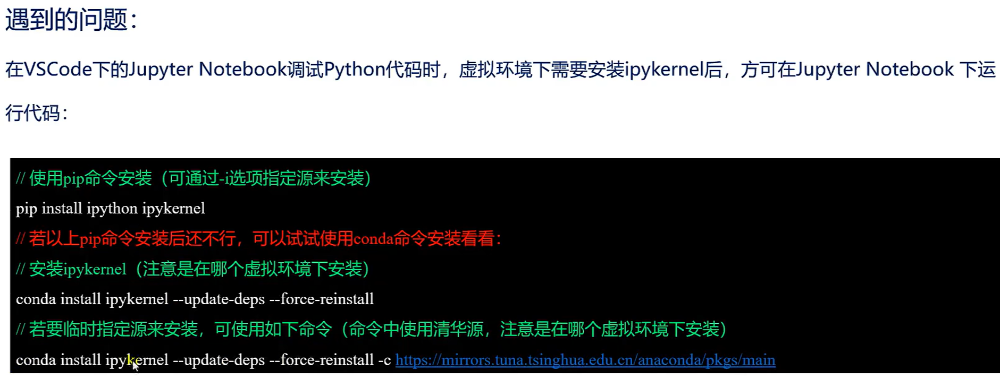 遇到的问题：
在VSCode下的Jupyter Notebook调试Python代码时，虚拟环境下需要安装ipykernel后，方可在Jupyter Notebook 下运
行代码：
// 使用pip命令安装（可通过-i选项指定源来安装）
pip install ipython ipykernel
// 若以上pip命令安装后还不行，可以试试使用conda命令安装看看：
// 安装ipykernel（注意是在哪个虚拟环境下安装）
conda install ipykernel --update-deps --force-reinstall
// 若要临时指定源来安装，可使用如下命令（命令中使用清华源，注意是在哪个虚拟环境下安装）
conda install ipykernel --update-deps --force-reinstall -c https://mirrors.tuna.tsinghua.edu.cn/anaconda/pkgs/main